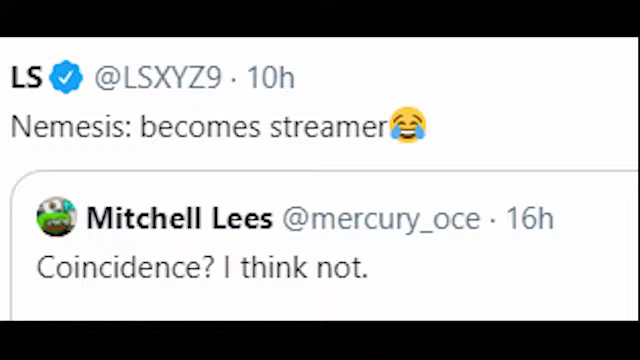 LS @LSXYZ9 · 10h
Nemesis: becomes streamer😂
Mitchell Lees @mercury_oce · 16h
Coincidence? I think not.